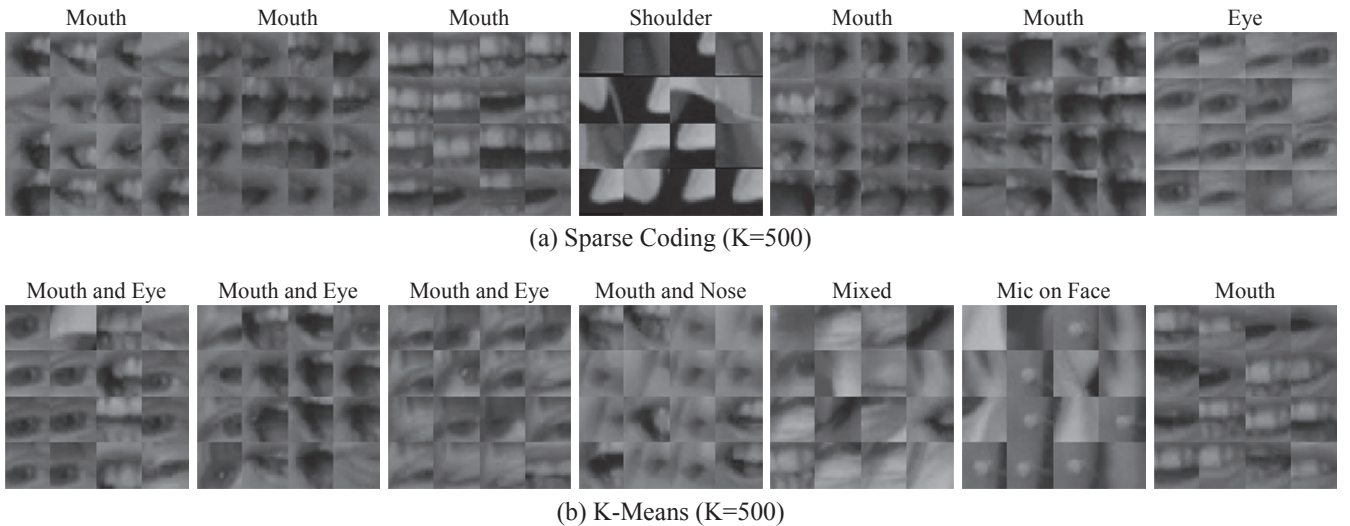 Mouth Mouth Mouth Shoulder Mouth Mouth Eye
(a) Sparse Coding (K=500)
Mouth and Eye Mouth and Eye Mouth and Eye Mouth and Nose Mixed Mic on Face Mouth
(b) K-Means (K=500)